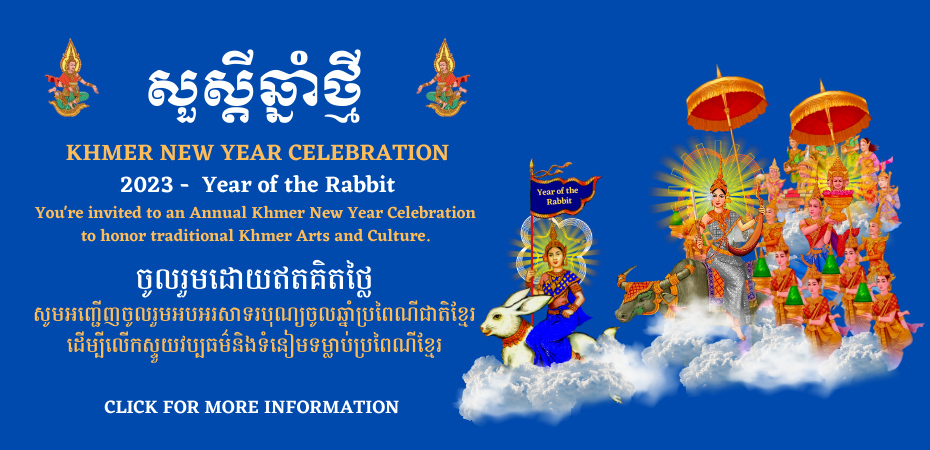 សួស្តីឆ្នាំថ្មី
KHMER NEW YEAR CELEBRATION
2023 - Year of the Rabbit
You're invited to an Annual Khmer New Year Celebration
to honor traditional Khmer Arts and Culture.
ចូលរួមដោយឥតគិតថ្លៃ
សូមអញ្ជើញចូលរួមអបអរសាទរបុណ្យចូលឆ្នាំប្រពៃណីជាតិខ្មែរ
ដើម្បីលើកស្ទួយវប្បធម៌និងទំនៀមទម្លាប់ប្រពៃណីខ្មែរ
CLICK FOR MORE INFORMATION
Year of the
Rabbit